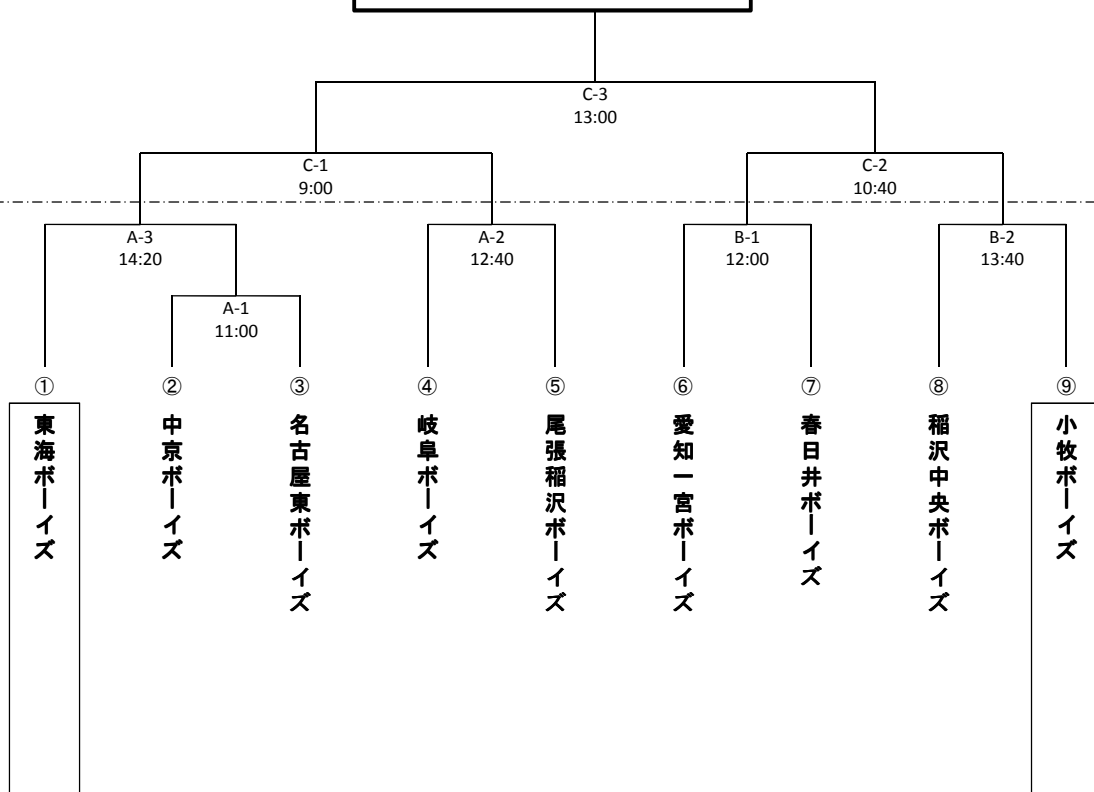 C-3
13:00
C-1
9:00
C-2
10:40
A-3
14:20
A-2
12:40
B-1
12:00
B-2
13:40
A-1
11:00
①
②
③
④
⑤
⑥
⑦
⑧
⑨
東海ボーイズ
中京ボーイズ
名古屋東ボーイズ
岐阜ボーイズ
尾張稲沢ボーイズ
愛知一宮ボーイズ
春日井ボーイズ
稲沢中央ボーイズ
小牧ボーイズ